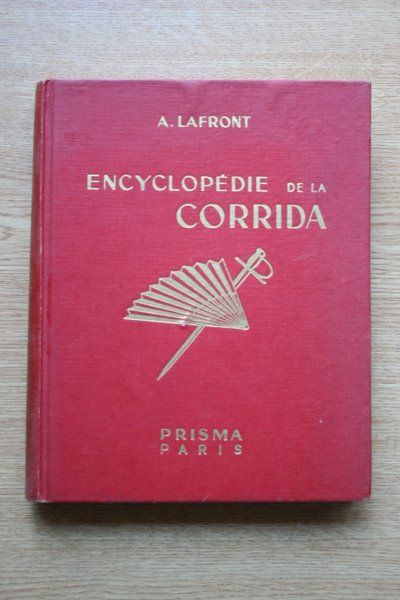 A. LAFRONT
ENCYCLOPÉDIE DE LA
CORRIDA
PRISMA
PARIS